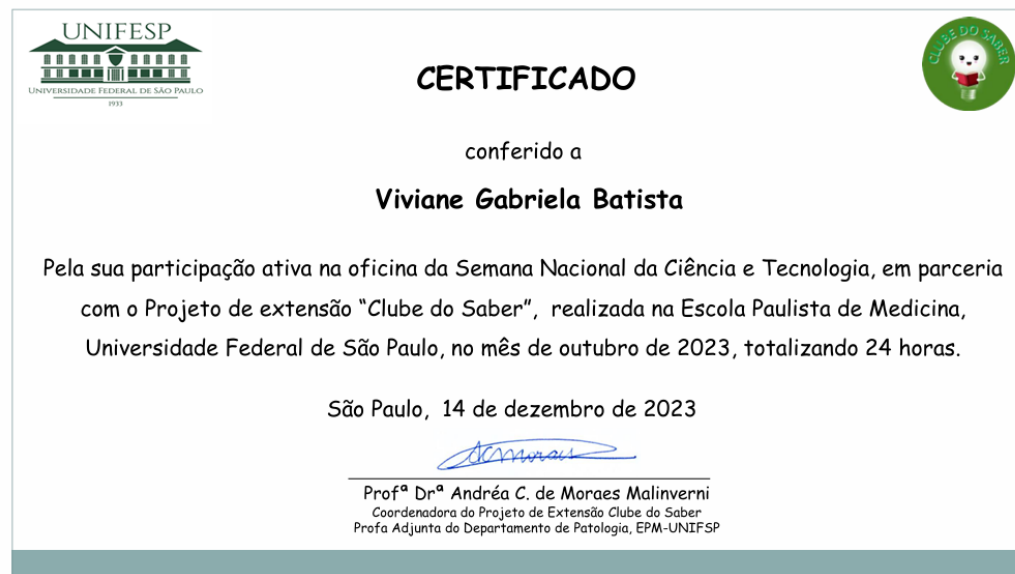 UNIFESP
UNIVERSIDADE FEDERAL DE SÃO PAULO
1933
CLUBE DO SABER
CERTIFICADO
conferido a
Viviane Gabriela Batista
Pela sua participação ativa na oficina da Semana Nacional da Ciência e Tecnologia, em parceria
com o Projeto de extensão “Clube do Saber”, realizada na Escola Paulista de Medicina,
Universidade Federal de São Paulo, no mês de outubro de 2023, totalizando 24 horas.
São Paulo, 14 de dezembro de 2023
Profª Drª Andréa C. de Moraes Malinverni
Coordenadora do Projeto de Extensão Clube do Saber
Profa Adjunta do Departamento de Patologia, EPM-UNIFSP